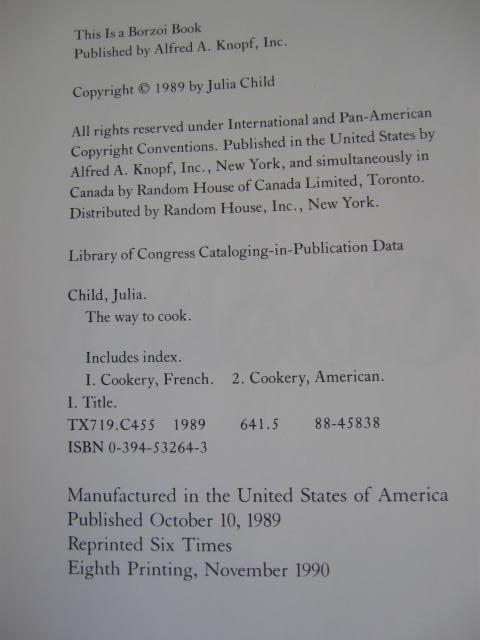 This Is a Borzoi Book
Published by Alfred A. Knopf, Inc.
Copyright © 1989 by Julia Child
All rights reserved under International and Pan-American
Copyright Conventions. Published in the United States by
Alfred A. Knopf, Inc., New York, and simultaneously in
Canada by Random House of Canada Limited, Toronto.
Distributed by Random House, Inc., New York.
Library of Congress Cataloging-in-Publication Data
Child, Julia.
The way to cook.
Includes index.
I. Cookery, French. 2. Cookery, American.
I. Title.
TX719.C455 1989 641.5 88-45838
ISBN 0-394-53264-3
Manufactured in the United States of America
Published October 10, 1989
Reprinted Six Times
Eighth Printing, November 1990